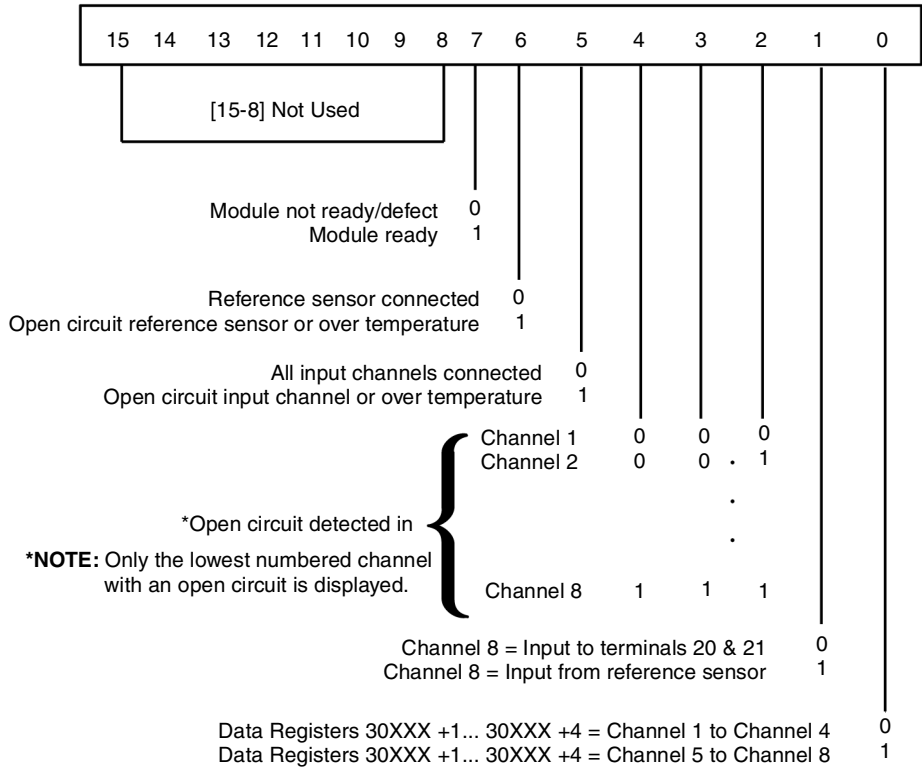 15 14 13 12 11 10 9 8 7 6 5 4 3 2 1 0
[15-8] Not Used
Module not ready/defect 0
Module ready 1
Reference sensor connected 0
Open circuit reference sensor or over temperature 1
All input channels connected 0
Open circuit input channel or over temperature 1
Channel 1 0 0 0
Channel 2 0 0 1
*Open circuit detected in
*NOTE: Only the lowest numbered channel
with an open circuit is displayed.
Channel 8 1 1 1
Channel 8 = Input to terminals 20 & 21 0
Channel 8 = Input from reference sensor 1
Data Registers 30XXX +1... 30XXX +4 = Channel 1 to Channel 4 0
Data Registers 30XXX +1... 30XXX +4 = Channel 5 to Channel 8 1